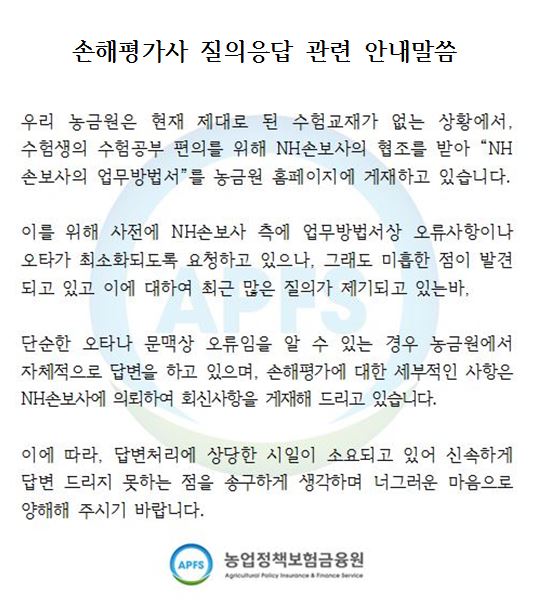 손해평가사 질의응답 관련 안내말씀
우리 농금원은 현재 제대로 된 수험교재가 없는 상황에서,
수험생의 수험공부 편의를 위해 NH손보사의 협조를 받아 “NH
손보사의 업무방법서”를 농금원 홈페이지에 게재하고 있습니다.
이를 위해 사전에 NH손보사 측에 업무방법서상 오류사항이나
오타가 최소화되도록 요청하고 있으나, 그래도 미흡한 점이 발견
되고 있고 이에 대하여 최근 많은 질의가 제기되고 있는바,
단순한 오타나 문맥상 오류임을 알 수 있는 경우 농금원에서
자체적으로 답변을 하고 있으며, 손해평가에 대한 세부적인 사항은
NH손보사에 의뢰하여 회신사항을 게재해 드리고 있습니다.
이에 따라, 답변처리에 상당한 시일이 소요되고 있어 신속하게
답변 드리지 못하는 점을 송구하게 생각하며 너그러운 마음으로
양해해 주시기 바랍니다.
APFS
APFS 농업정책보험금융원
Agricultural Policy Insurance & Finance Service